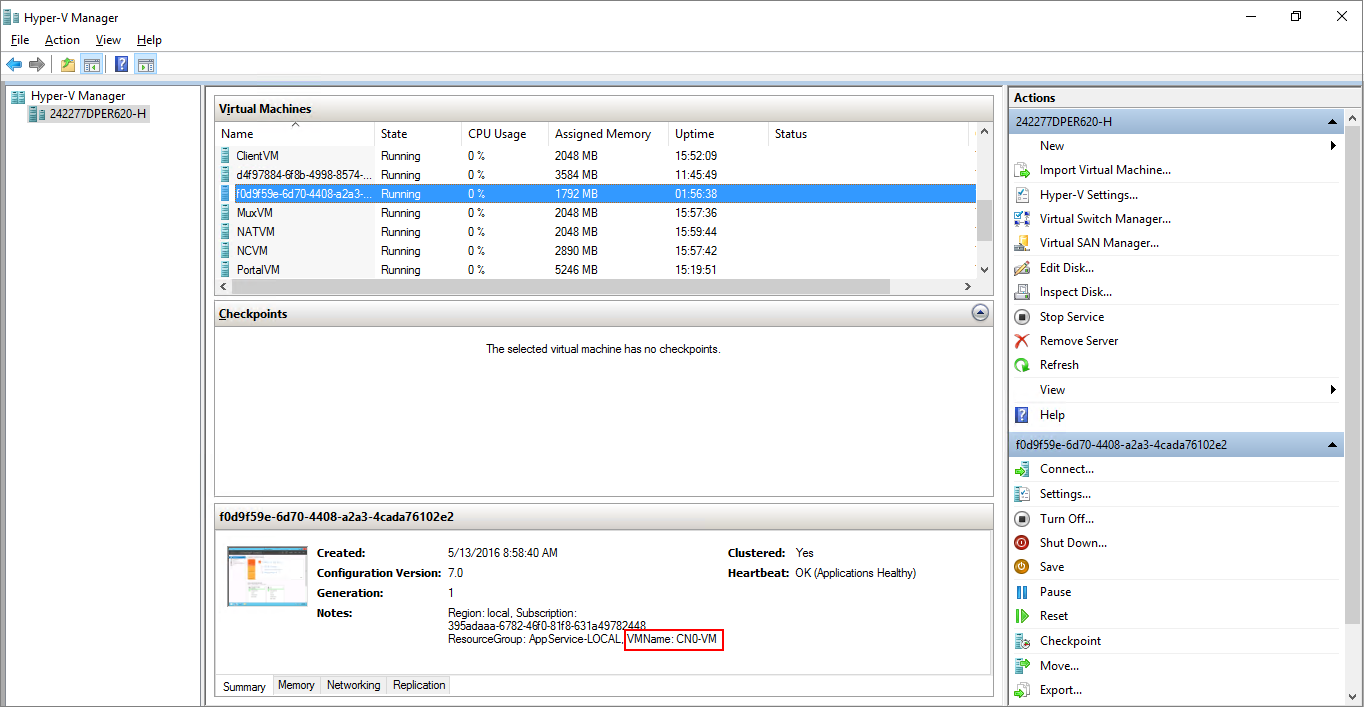 Hyper-V Manager
File Action View Help
Hyper-V Manager
242277DPER620-H
Virtual Machines
Name State CPU Usage Assigned Memory Uptime Status
ClientVM Running 0 % 2048 MB 15:52:09
d4f97884-6f8b-4998-8574-... Running 0 % 3584 MB 11:45:49
f0d9f59e-6d70-4408-a2a3-... Running 0 % 1792 MB 01:56:38
MuxVM Running 0 % 2048 MB 15:57:36
NATVM Running 0 % 2048 MB 15:59:44
NCVM Running 0 % 2890 MB 15:57:42
PortalVM Running 0 % 5246 MB 15:19:51
Checkpoints
The selected virtual machine has no checkpoints.
f0d9f59e-6d70-4408-a2a3-4cada76102e2
Created: 5/13/2016 8:58:40 AM Clustered: Yes
Configuration Version: 7.0 Heartbeat: OK (Applications Healthy)
Generation: 1
Notes: Region: local, Subscription:
395adaaa-6782-46f0-81f8-631a49782448,
ResourceGroup: AppService-LOCAL, VMName: CN0-VM
Summary Memory Networking Replication
Actions
242277DPER620-H
New
Import Virtual Machine...
Hyper-V Settings...
Virtual Switch Manager...
Virtual SAN Manager...
Edit Disk...
Inspect Disk...
Stop Service
Remove Server
Refresh
View
Help
f0d9f59e-6d70-4408-a2a3-4cada76102e2
Connect...
Settings...
Turn Off...
Shut Down...
Save
Pause
Reset
Checkpoint
Move...
Export...